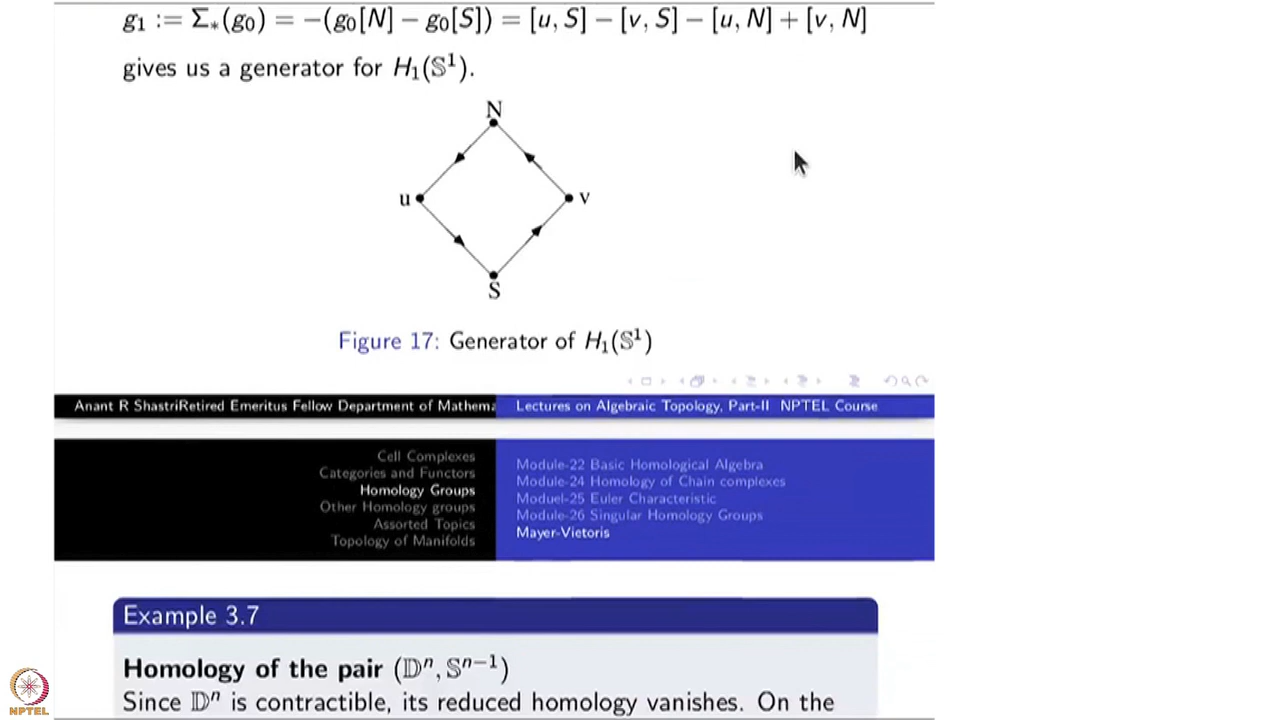 g₁ := Σ∗(g₀) = −(g₀[N] − g₀[S]) = [u, S] − [v, S] − [u, N] + [v, N]
gives us a generator for H₁(𝕊¹).
N
u
v
S
Figure 17: Generator of H₁(𝕊¹)
Anant R ShastriRetired Emeritus Fellow Department of Mathema
Lectures on Algebraic Topology, Part-II NPTEL Course
Cell Complexes
Categories and Functors
Homology Groups
Other Homology groups
Assorted Topics
Topology of Manifolds
Module-22 Basic Homological Algebra
Module-24 Homology of Chain complexes
Moduel-25 Euler Characteristic
Module-26 Singular Homology Groups
Mayer-Vietoris
Example 3.7
Homology of the pair (𝔻ⁿ, 𝕊ⁿ⁻¹)
Since 𝔻ⁿ is contractible, its reduced homology vanishes. On the
NPTEL